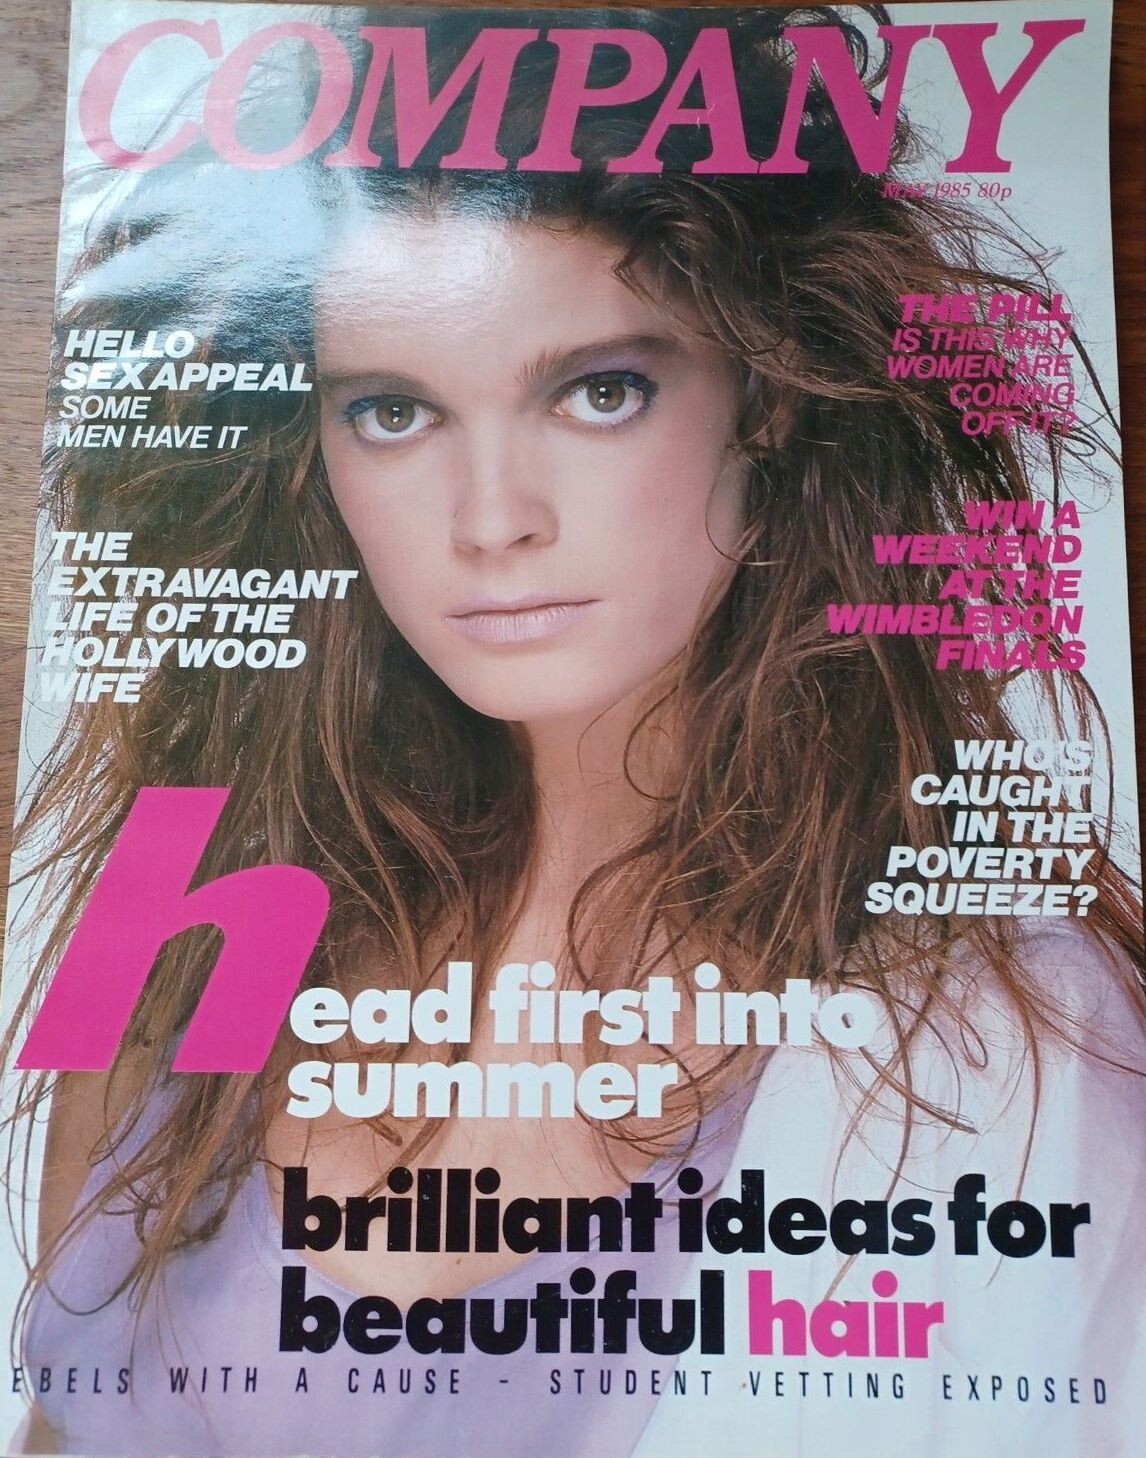 COMPANY
MAY 1985 80p
HELLO
SEX APPEAL
SOME
MEN HAVE IT
THE
EXTRAVAGANT
LIFE OF THE
HOLLYWOOD
WIFE
THE PILL
IS THIS WHY
WOMEN ARE
COMING
OFF IT?
WIN A
WEEKEND
AT THE
WIMBLEDON
FINALS
WHO'S
CAUGHT
IN THE
POVERTY
SQUEEZE?
head first into
summer
brilliant ideas for
beautiful hair
EBELS WITH A CAUSE - STUDENT VETTING EXPOSED